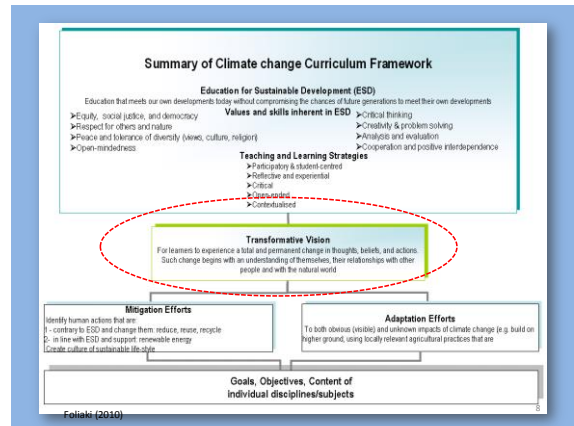 Summary of Climate change Curriculum Framework
Education for Sustainable Development (ESD)
Education that meets our own developments today without compromising the chances of future generations to meet their own developments
Values and skills inherent in ESD
➢Equity, social justice, and democracy
➢Respect for others and nature
➢Peace and tolerance of diversity (views, culture, religion)
➢Open-mindedness
➢Critical thinking
➢Creativity & problem solving
➢Analysis and evaluation
➢Cooperation and positive interdependence
Teaching and Learning Strategies
➢Participatory & student-centred
➢Reflective and experiential
➢Critical
➢Open-ended
➢Contextualised
Transformative Vision
For learners to experience a total and permanent change in thoughts, beliefs, and actions.
Such change begins with an understanding of themselves, their relationships with other
people and with the natural world
Mitigation Efforts
Identify human actions that are:
1 - contrary to ESD and change them: reduce, reuse, recycle
2- in line with ESD and support: renewable energy
Create culture of sustainable life-style
Adaptation Efforts
To both obvious (visible) and unknown impacts of climate change (e.g. build on
higher ground, using locally relevant agricultural practices that are
Goals, Objectives, Content of
individual disciplines/subjects
Foliaki (2010)